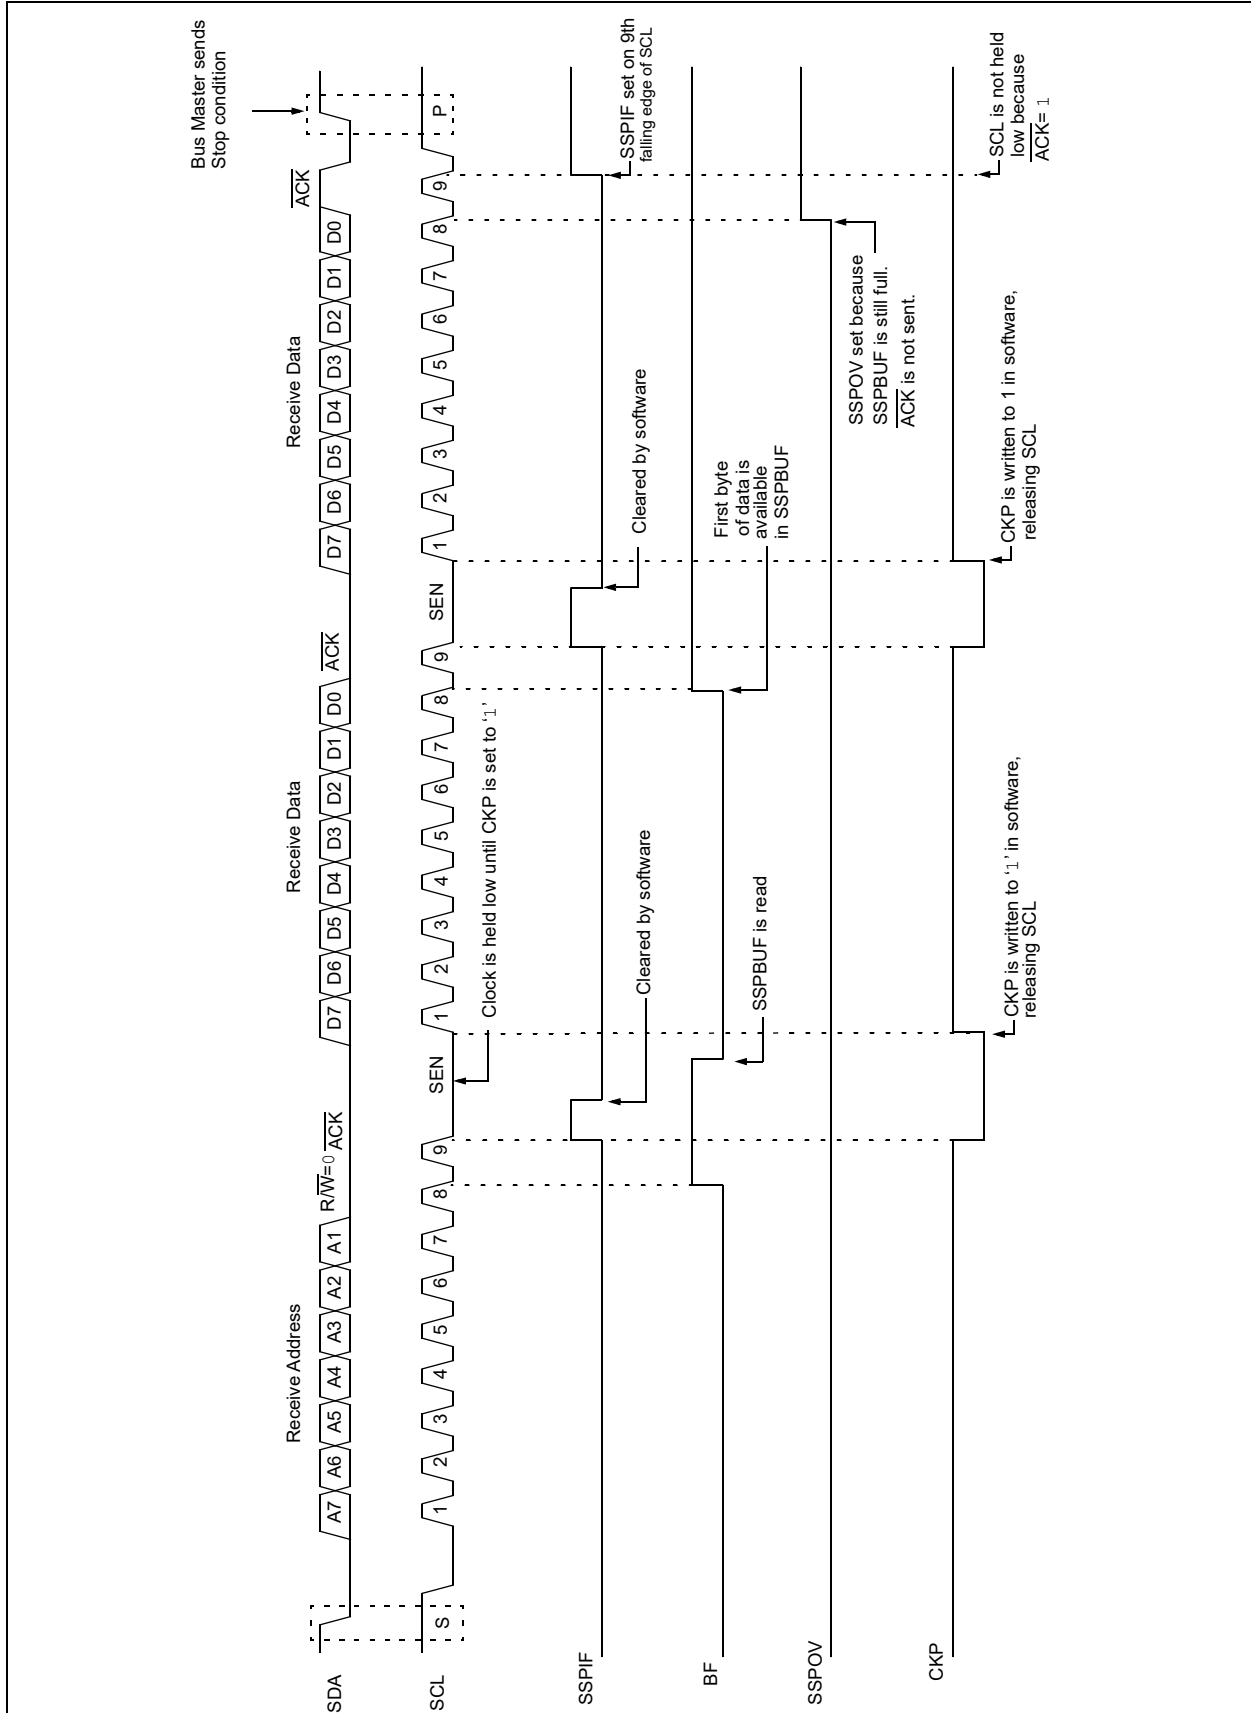 Bus Master sends
Stop condition
Receive Address
Receive Data
Receive Data
SDA
A7 A6 A5 A4 A3 A2 A1
R/W=0 ACK
D7 D6 D5 D4 D3 D2 D1 D0
ACK
D7 D6 D5 D4 D3 D2 D1 D0
ACK
SCL
S
1 2 3 4 5 6 7 8 9
SEN
1 2 3 4 5 6 7 8 9
SEN
1 2 3 4 5 6 7 8 9
P
Clock is held low until CKP is set to ‘1’
SSPIF
Cleared by software
Cleared by software
SSPIF set on 9th
falling edge of SCL
BF
SSPBUF is read
First byte
of data is
available
in SSPBUF
SSPOV
SSPOV set because
SSPBUF is still full.
ACK is not sent.
CKP
CKP is written to ‘1’ in software,
releasing SCL
CKP is written to 1 in software,
releasing SCL
SCL is not held
low because
ACK= 1